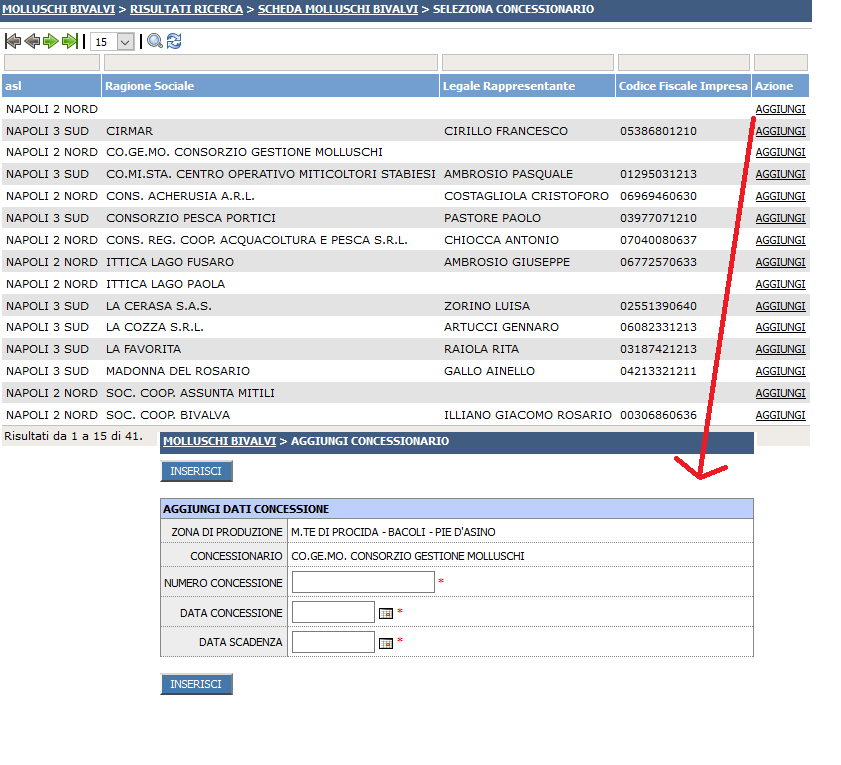 MOLLUSCHI BIVALVI > RISULTATI RICERCA > SCHEDA MOLLUSCHI BIVALVI > SELEZIONA CONCESSIONARIO
15
asl Ragione Sociale Legale Rappresentante Codice Fiscale Impresa Azione
NAPOLI 2 NORD AGGIUNGI
NAPOLI 3 SUD CIRMAR CIRILLO FRANCESCO 05386801210 AGGIUNGI
NAPOLI 2 NORD CO.GE.MO. CONSORZIO GESTIONE MOLLUSCHI AGGIUNGI
NAPOLI 3 SUD CO.MI.STA. CENTRO OPERATIVO MITICOLTORI STABIESI AMBROSIO PASQUALE 01295031213 AGGIUNGI
NAPOLI 2 NORD CONS. ACHERUSIA A.R.L. COSTAGLIOLA CRISTOFORO 06969460630 AGGIUNGI
NAPOLI 3 SUD CONSORZIO PESCA PORTICI PASTORE PAOLO 03977071210 AGGIUNGI
NAPOLI 2 NORD CONS. REG. COOP. ACQUACOLTURA E PESCA S.R.L. CHIOCCA ANTONIO 07040080637 AGGIUNGI
NAPOLI 2 NORD ITTICA LAGO FUSARO AMBROSIO GIUSEPPE 06772570633 AGGIUNGI
NAPOLI 2 NORD ITTICA LAGO PAOLA AGGIUNGI
NAPOLI 3 SUD LA CERASA S.A.S. ZORINO LUISA 02551390640 AGGIUNGI
NAPOLI 3 SUD LA COZZA S.R.L. ARTUCCI GENNARO 06082331213 AGGIUNGI
NAPOLI 3 SUD LA FAVORITA RAIOLA RITA 03187421213 AGGIUNGI
NAPOLI 3 SUD MADONNA DEL ROSARIO GALLO AINELLO 04213321211 AGGIUNGI
NAPOLI 2 NORD SOC. COOP. ASSUNTA MITILI AGGIUNGI
NAPOLI 2 NORD SOC. COOP. BIVALVA ILLIANO GIACOMO ROSARIO 00306860636 AGGIUNGI
Risultati da 1 a 15 di 41.
MOLLUSCHI BIVALVI > AGGIUNGI CONCESSIONARIO
INSERISCI
AGGIUNGI DATI CONCESSIONE
ZONA DI PRODUZIONE M.TE DI PROCIDA - BACOLI - PIE D'ASINO
CONCESSIONARIO CO.GE.MO. CONSORZIO GESTIONE MOLLUSCHI
NUMERO CONCESSIONE *
DATA CONCESSIONE *
DATA SCADENZA *
INSERISCI